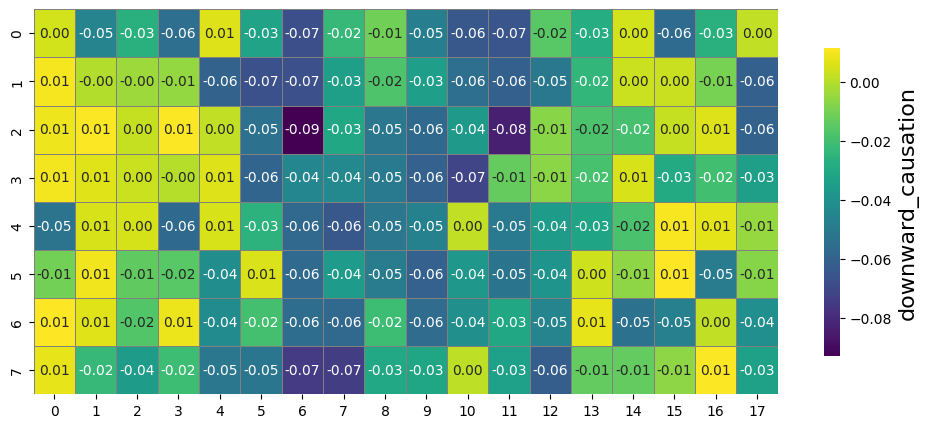 0 0.00 -0.05 -0.03 -0.06 0.01 -0.03 -0.07 -0.02 -0.01 -0.05 -0.06 -0.07 -0.02 -0.03 0.00 -0.06 -0.03 0.00
1 0.01 -0.00 -0.00 -0.01 -0.06 -0.07 -0.07 -0.03 -0.02 -0.03 -0.06 -0.06 -0.05 -0.02 0.00 0.00 -0.01 -0.06
2 0.01 0.01 0.00 0.01 0.00 -0.05 -0.09 -0.03 -0.05 -0.06 -0.04 -0.08 -0.01 -0.02 -0.02 0.00 0.01 -0.06
3 0.01 0.01 0.00 -0.00 0.01 -0.06 -0.04 -0.04 -0.05 -0.06 -0.07 -0.01 -0.01 -0.02 0.01 -0.03 -0.02 -0.03
4 -0.05 0.01 0.00 -0.06 0.01 -0.03 -0.06 -0.06 -0.05 -0.05 0.00 -0.05 -0.04 -0.03 -0.02 0.01 0.01 -0.01
5 -0.01 0.01 -0.01 -0.02 -0.04 0.01 -0.06 -0.04 -0.05 -0.06 -0.04 -0.05 -0.04 0.00 -0.01 0.01 -0.05 -0.01
6 0.01 0.01 -0.02 0.01 -0.04 -0.02 -0.06 -0.06 -0.02 -0.06 -0.04 -0.03 -0.05 0.01 -0.05 -0.05 0.00 -0.04
7 0.01 -0.02 -0.04 -0.02 -0.05 -0.05 -0.07 -0.07 -0.03 -0.03 0.00 -0.03 -0.06 -0.01 -0.01 -0.01 0.01 -0.03
0 1 2 3 4 5 6 7 8 9 10 11 12 13 14 15 16 17
0.00
−0.02
−0.04
−0.06
−0.08
downward_causation